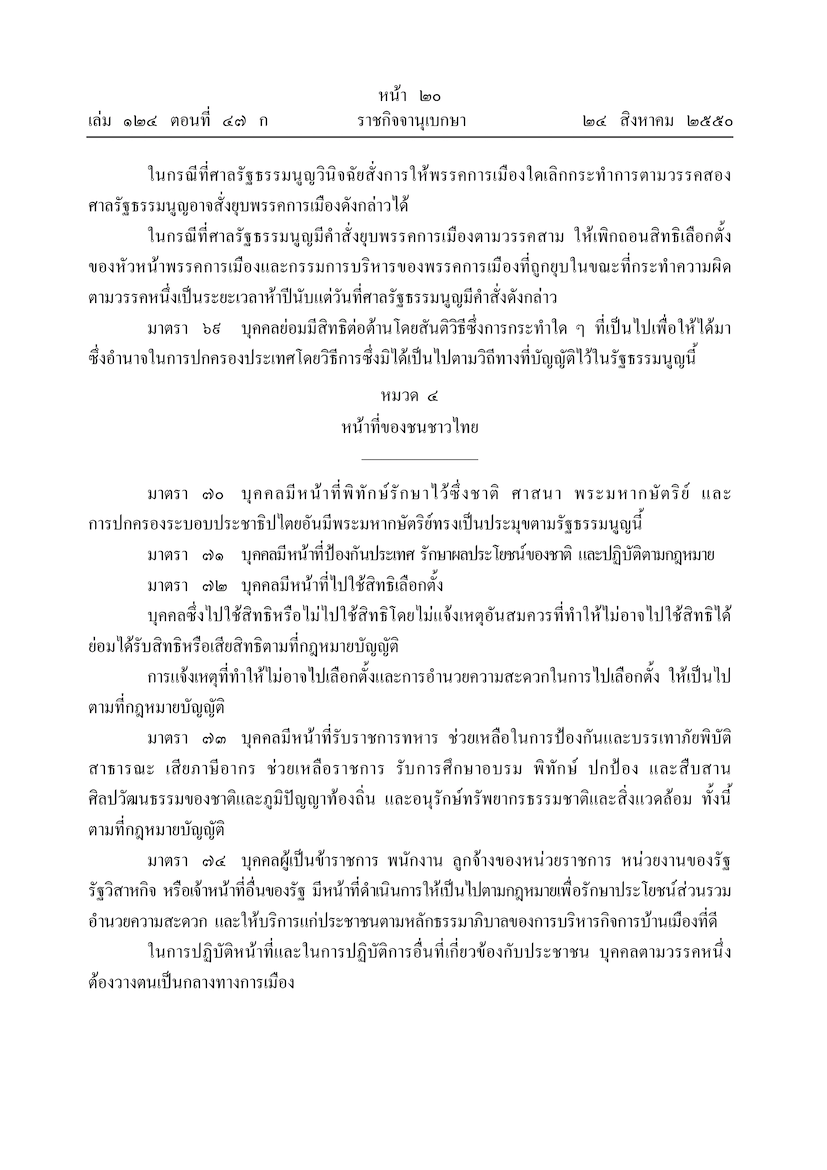 หน้า ๒๐
เล่ม ๑๒๔ ตอนที่ ๔๗ ก ราชกิจจานุเบกษา ๒๔ สิงหาคม ๒๕๕๐
ในกรณีที่ศาลรัฐธรรมนูญวินิจฉัยสั่งการให้พรรคการเมืองใดเลิกกระทำการตามวรรคสอง
ศาลรัฐธรรมนูญอาจสั่งยุบพรรคการเมืองดังกล่าวได้
ในกรณีที่ศาลรัฐธรรมนูญมีคำสั่งยุบพรรคการเมืองตามวรรคสาม ให้เพิกถอนสิทธิเลือกตั้ง
ของหัวหน้าพรรคการเมืองและกรรมการบริหารของพรรคการเมืองที่ถูกยุบในขณะที่กระทำความผิด
ตามวรรคหนึ่งเป็นระยะเวลาห้าปีนับแต่วันที่ศาลรัฐธรรมนูญมีคำสั่งดังกล่าว
มาตรา ๖๙ บุคคลย่อมมีสิทธิต่อต้านโดยสันติวิธีซึ่งการกระทำใด ๆ ที่เป็นไปเพื่อให้ได้มา
ซึ่งอำนาจในการปกครองประเทศโดยวิธีการซึ่งมิได้เป็นไปตามวิถีทางที่บัญญัติไว้ในรัฐธรรมนูญนี้
หมวด ๔
หน้าที่ของชนชาวไทย
มาตรา ๗๐ บุคคลมีหน้าที่พิทักษ์รักษาไว้ซึ่งชาติ ศาสนา พระมหากษัตริย์ และ
การปกครองระบอบประชาธิปไตยอันมีพระมหากษัตริย์ทรงเป็นประมุขตามรัฐธรรมนูญนี้
มาตรา ๗๑ บุคคลมีหน้าที่ป้องกันประเทศ รักษาผลประโยชน์ของชาติ และปฏิบัติตามกฎหมาย
มาตรา ๗๒ บุคคลมีหน้าที่ไปใช้สิทธิเลือกตั้ง
บุคคลซึ่งไปใช้สิทธิหรือไม่ไปใช้สิทธิโดยไม่แจ้งเหตุอันสมควรที่ทำให้ไม่อาจไปใช้สิทธิได้
ย่อมได้รับสิทธิหรือเสียสิทธิตามที่กฎหมายบัญญัติ
การแจ้งเหตุที่ทำให้ไม่อาจไปเลือกตั้งและการอำนวยความสะดวกในการไปเลือกตั้ง ให้เป็นไป
ตามที่กฎหมายบัญญัติ
มาตรา ๗๓ บุคคลมีหน้าที่รับราชการทหาร ช่วยเหลือในการป้องกันและบรรเทาภัยพิบัติ
สาธารณะ เสียภาษีอากร ช่วยเหลือราชการ รับการศึกษาอบรม พิทักษ์ ปกป้อง และสืบสาน
ศิลปวัฒนธรรมของชาติและภูมิปัญญาท้องถิ่น และอนุรักษ์ทรัพยากรธรรมชาติและสิ่งแวดล้อม ทั้งนี้
ตามที่กฎหมายบัญญัติ
มาตรา ๗๔ บุคคลผู้เป็นข้าราชการ พนักงาน ลูกจ้างของหน่วยราชการ หน่วยงานของรัฐ
รัฐวิสาหกิจ หรือเจ้าหน้าที่อื่นของรัฐ มีหน้าที่ดำเนินการให้เป็นไปตามกฎหมายเพื่อรักษาประโยชน์ส่วนรวม
อำนวยความสะดวก และให้บริการแก่ประชาชนตามหลักธรรมาภิบาลของการบริหารกิจการบ้านเมืองที่ดี
ในการปฏิบัติหน้าที่และในการปฏิบัติการอื่นที่เกี่ยวข้องกับประชาชน บุคคลตามวรรคหนึ่ง
ต้องวางตนเป็นกลางทางการเมือง